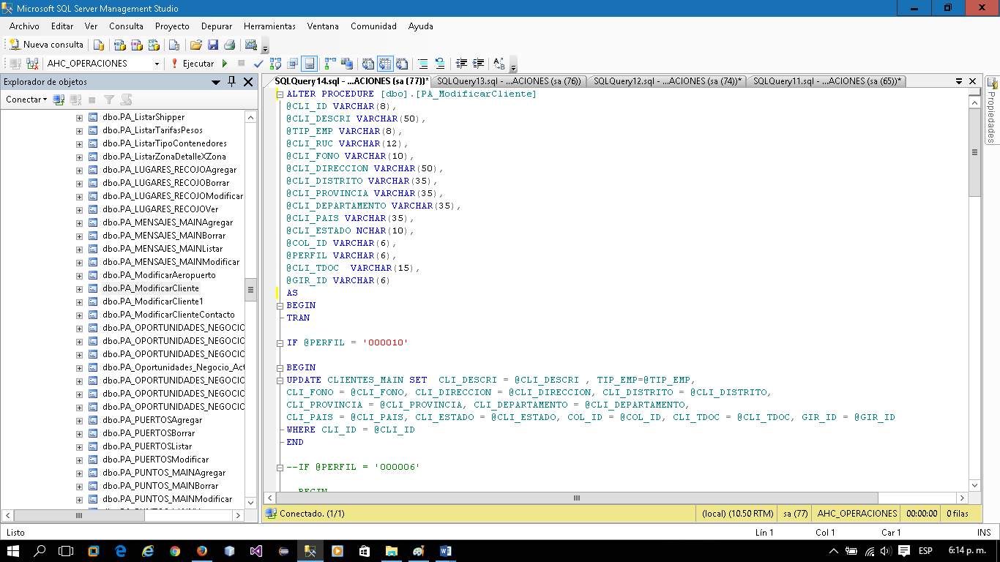 Microsoft SQL Server Management Studio
Archivo Editar Ver Consulta Proyecto Depurar Herramientas Ventana Comunidad Ayuda
Nueva consulta
AHC_OPERACIONES Ejecutar
Explorador de objetos
Conectar
dbo.PA_ListarShipper
dbo.PA_ListarTarifasPesos
dbo.PA_ListarTipoContenedores
dbo.PA_ListarZonaDetalleXZona
dbo.PA_LUGARES_RECOJOAgregar
dbo.PA_LUGARES_RECOJOBorrar
dbo.PA_LUGARES_RECOJOModificar
dbo.PA_LUGARES_RECOJOVer
dbo.PA_MENSAJES_MAINAgregar
dbo.PA_MENSAJES_MAINBorrar
dbo.PA_MENSAJES_MAINListar
dbo.PA_MENSAJES_MAINModificar
dbo.PA_ModificarAeropuerto
dbo.PA_ModificarCliente
dbo.PA_ModificarCliente1
dbo.PA_ModificarClienteContacto
dbo.PA_OPORTUNIDADES_NEGOCIO
dbo.PA_OPORTUNIDADES_NEGOCIO
dbo.PA_OPORTUNIDADES_NEGOCIO
dbo.PA_Oportunidades_Negocio_Act
dbo.PA_OPORTUNIDADES_NEGOCIO
dbo.PA_OPORTUNIDADES_NEGOCIO
dbo.PA_OPORTUNIDADES_NEGOCIO
dbo.PA_PUERTOSAgregar
dbo.PA_PUERTOSBorrar
dbo.PA_PUERTOSListar
dbo.PA_PUERTOSModificar
dbo.PA_PUNTOS_MAINAgregar
dbo.PA_PUNTOS_MAINBorrar
dbo.PA_PUNTOS_MAINModificar
SQLQuery14.sql - ...ACIONES (sa (77))* SQLQuery13.sql - ...ACIONES (sa (76)) SQLQuery12.sql - ...ACIONES (sa (74))* SQLQuery11.sql - ...ACIONES (sa (65))*
ALTER PROCEDURE [dbo].[PA_ModificarCliente]
@CLI_ID VARCHAR(8),
@CLI_DESCRI VARCHAR(50),
@TIP_EMP VARCHAR(8),
@CLI_RUC VARCHAR(12),
@CLI_FONO VARCHAR(10),
@CLI_DIRECCION VARCHAR(50),
@CLI_DISTRITO VARCHAR(35),
@CLI_PROVINCIA VARCHAR(35),
@CLI_DEPARTAMENTO VARCHAR(35),
@CLI_PAIS VARCHAR(35),
@CLI_ESTADO NCHAR(10),
@COL_ID VARCHAR(6),
@PERFIL VARCHAR(6),
@CLI_TDOC  VARCHAR(15),
@GIR_ID VARCHAR(6)
AS
BEGIN
TRAN
IF @PERFIL = '000010'
BEGIN
UPDATE CLIENTES_MAIN SET  CLI_DESCRI = @CLI_DESCRI , TIP_EMP=@TIP_EMP,
CLI_FONO = @CLI_FONO, CLI_DIRECCION = @CLI_DIRECCION, CLI_DISTRITO = @CLI_DISTRITO,
CLI_PROVINCIA = @CLI_PROVINCIA, CLI_DEPARTAMENTO = @CLI_DEPARTAMENTO,
CLI_PAIS = @CLI_PAIS, CLI_ESTADO = @CLI_ESTADO, COL_ID = @COL_ID, CLI_TDOC = @CLI_TDOC, GIR_ID = @GIR_ID
WHERE CLI_ID = @CLI_ID
END
--IF @PERFIL = '000006'
BEGIN
Propiedades
Conectado. (1/1) (local) (10.50 RTM) sa (77) AHC_OPERACIONES 00:00:00 0 filas
Listo Lín 1 Col 1 Car 1 INS
ESP 6:14 p. m.